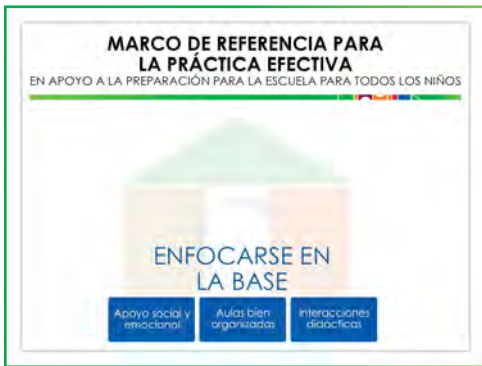 MARCO DE REFERENCIA PARA
LA PRÁCTICA EFECTIVA
EN APOYO A LA PREPARACIÓN PARA LA ESCUELA PARA TODOS LOS NIÑOS
ENFOCARSE EN
LA BASE
Apoyo social y
emocional
Aulas bien
organizadas
Interacciones
didácticas